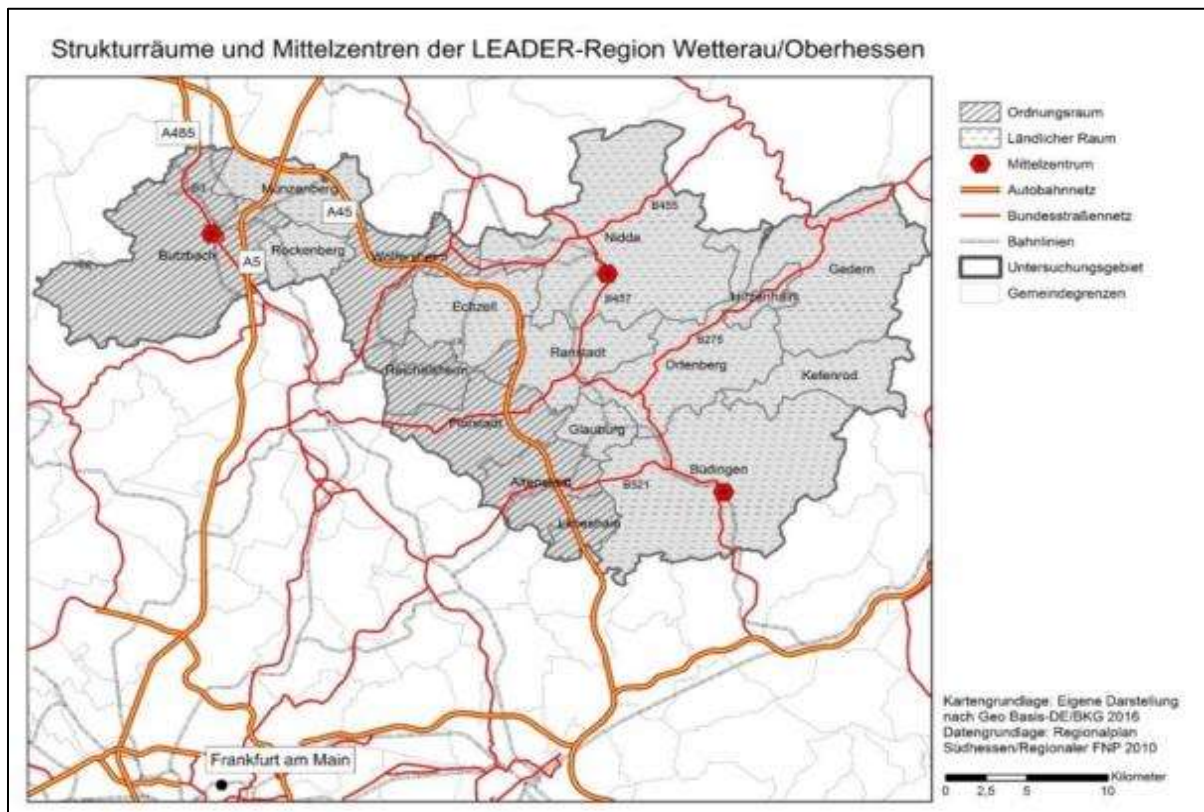 Strukturräume und Mittelzentren der LEADER-Region Wetterau/Oberhessen
A485
Münzenberg
A45
B455
Butzbach
A5
Rockenberg
Wölfersheim
Nidda
Gedern
Echzell
B457
Hirzenhain
Ranstadt
B275
Ortenberg
Kefenrod
Reichelsheim
Florstadt
Glauburg
Büdingen
Altenstadt
B521
Limeshain
Frankfurt am Main
Ordnungsraum
Ländlicher Raum
Mittelzentrum
Autobahnnetz
Bundesstraßennetz
Bahnlinien
Untersuchungsgebiet
Gemeindegrenzen
Kartengrundlage: Eigene Darstellung
nach Geo Basis-DE/BKG 2016
Datengrundlage: Regionalplan
Südhessen/Regionaler FNP 2010
Kilometer
0 2,5 5 10